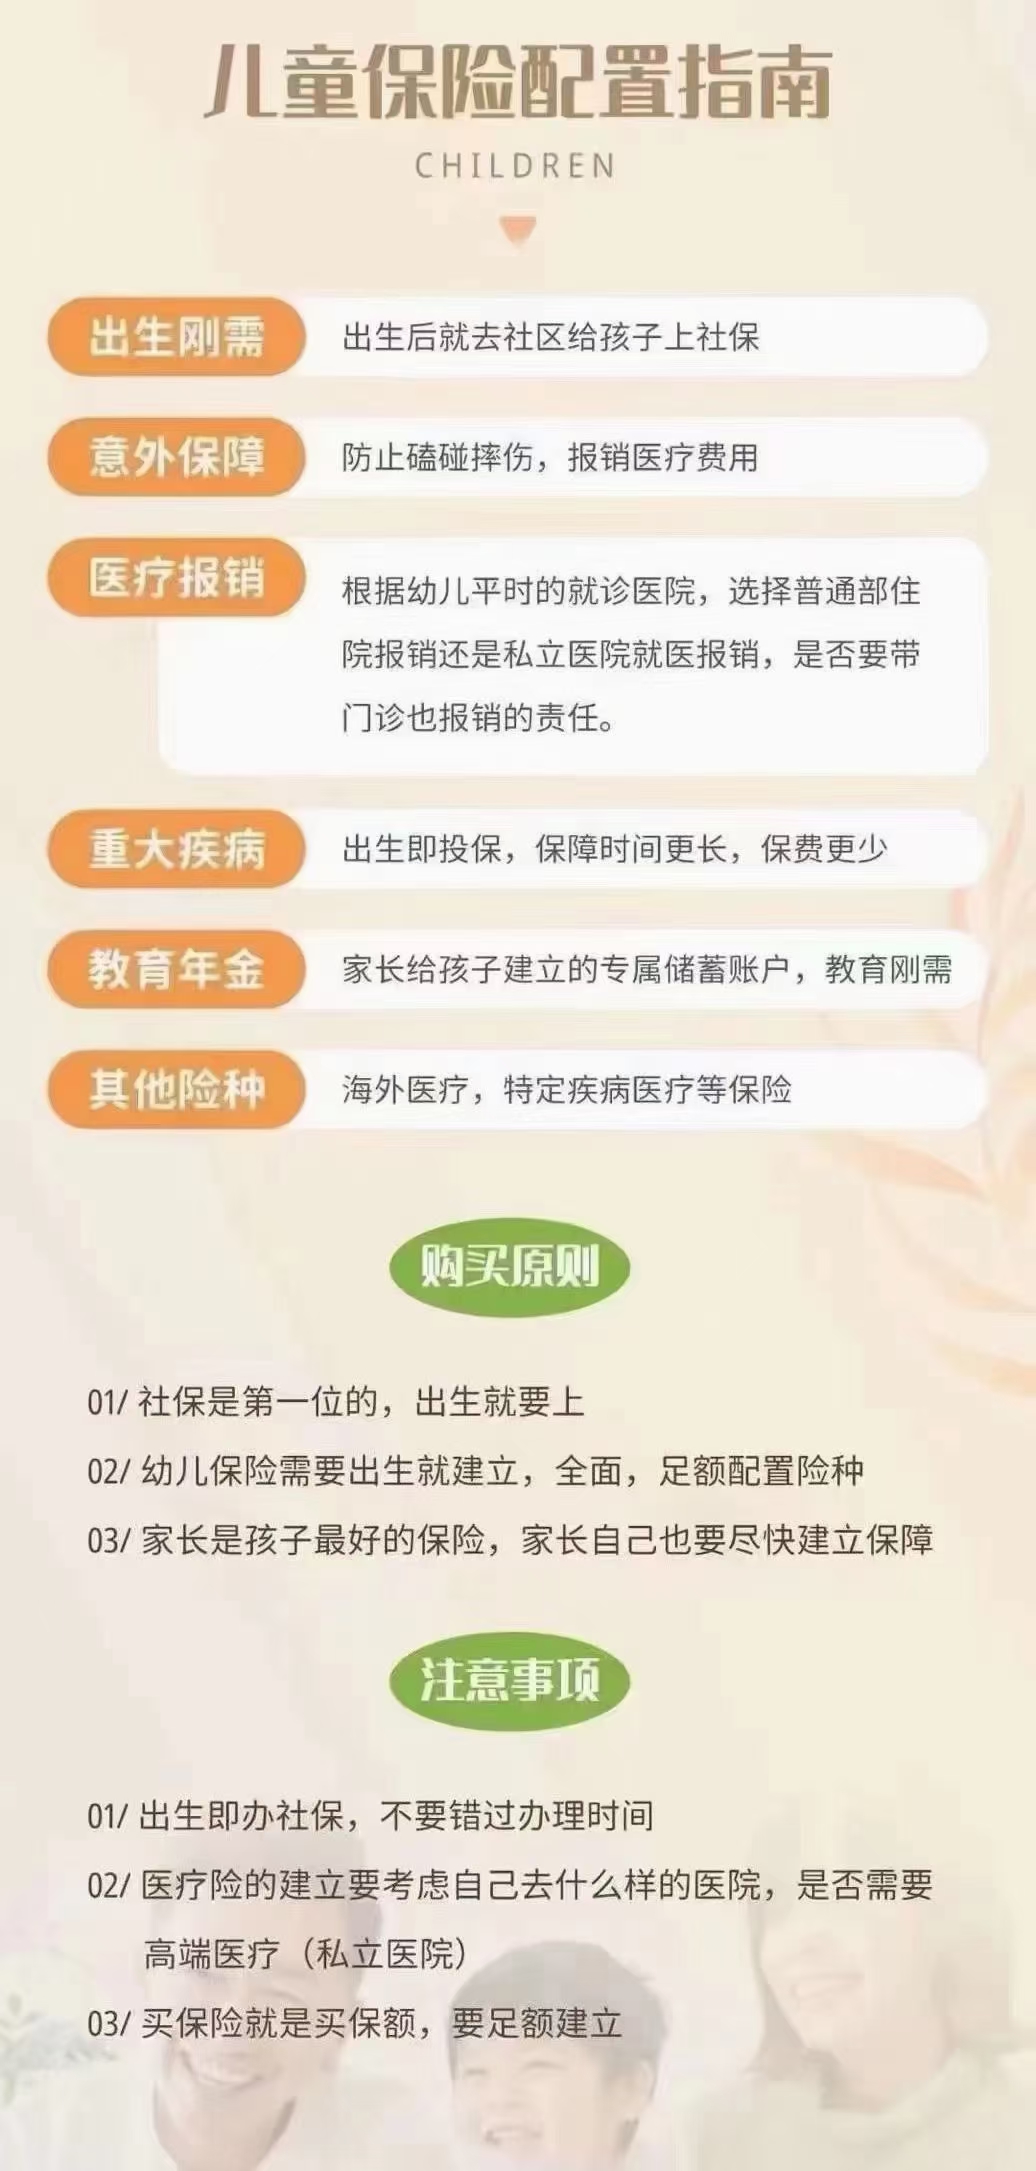 儿童保险配置指南
CHILDREN
出生刚需
出生后就去社区给孩子上社保
意外保障
防止磕碰摔伤，报销医疗费用
医疗报销
根据幼儿平时的就诊医院，选择普通部住
院报销还是私立医院就医报销，是否要带
门诊也报销的责任。
重大疾病
出生即投保，保障时间更长，保费更少
教育年金
家长给孩子建立的专属储蓄账户，教育刚需
其他险种
海外医疗，特定疾病医疗等保险
购买原则
01/ 社保是第一位的，出生就要上
02/ 幼儿保险需要出生就建立，全面，足额配置险种
03/ 家长是孩子最好的保险，家长自己也要尽快建立保障
注意事项
01/ 出生即办社保，不要错过办理时间
02/ 医疗险的建立要考虑自己去什么样的医院，是否需要
高端医疗（私立医院）
03/ 买保险就是买保额，要足额建立